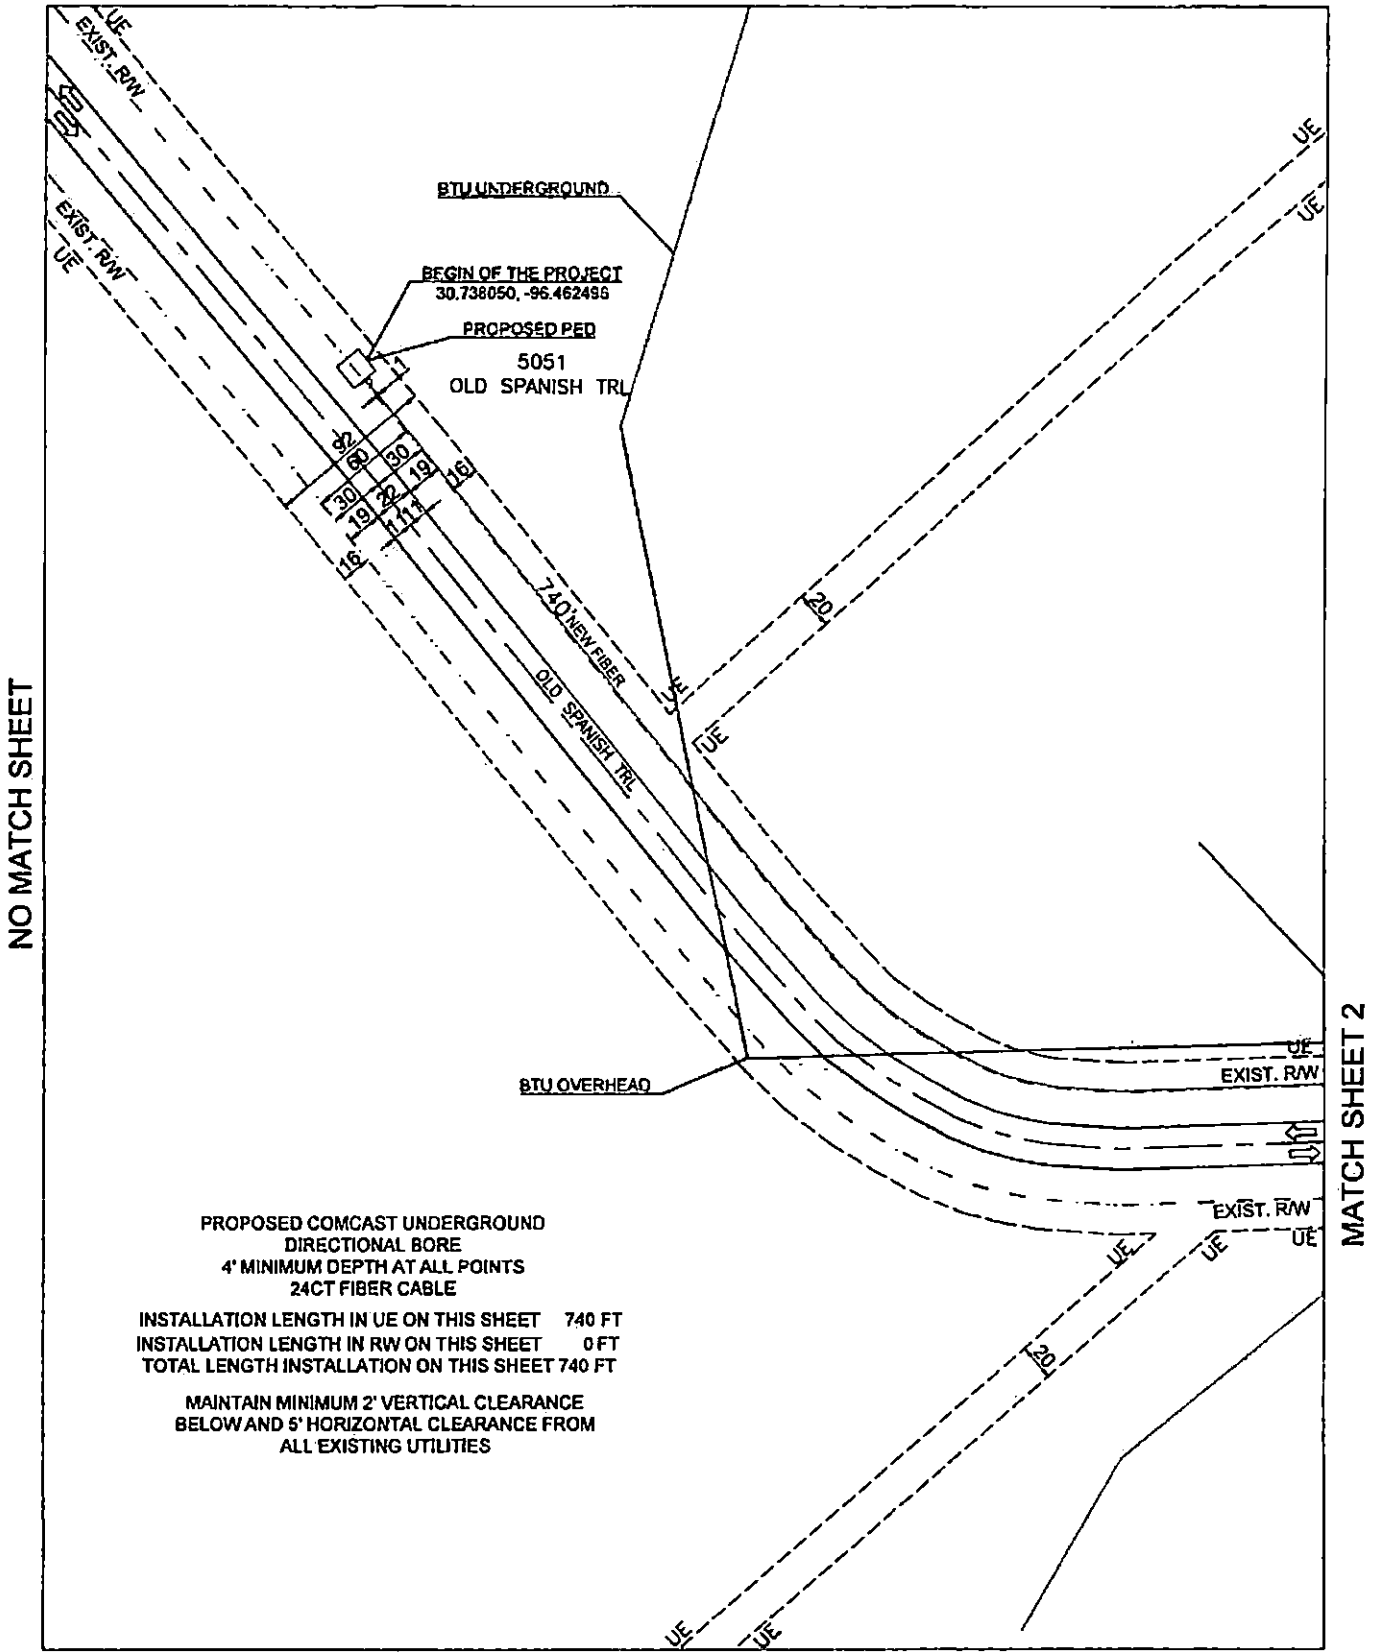 UE
EXIST. R/W
EXIST. R/W
UE
BTU UNDERGROUND
BEGIN OF THE PROJECT
30.738050, -96.462496
PROPOSED PED
5051
OLD SPANISH TRL
UE
UE
1
92
60
30
30
19
22
19
16
11
11
16
740' NEW FIBER
OLD SPANISH TRL
20
UE
UE
NO MATCH SHEET
BTU OVERHEAD
UE
EXIST. R/W
MATCH SHEET 2
EXIST. R/W
UE
UE
UE
20
PROPOSED COMCAST UNDERGROUND
DIRECTIONAL BORE
4' MINIMUM DEPTH AT ALL POINTS
24CT FIBER CABLE
INSTALLATION LENGTH IN UE ON THIS SHEET 740 FT
INSTALLATION LENGTH IN RW ON THIS SHEET 0 FT
TOTAL LENGTH INSTALLATION ON THIS SHEET 740 FT
MAINTAIN MINIMUM 2' VERTICAL CLEARANCE
BELOW AND 5' HORIZONTAL CLEARANCE FROM
ALL EXISTING UTILITIES
UE
UE